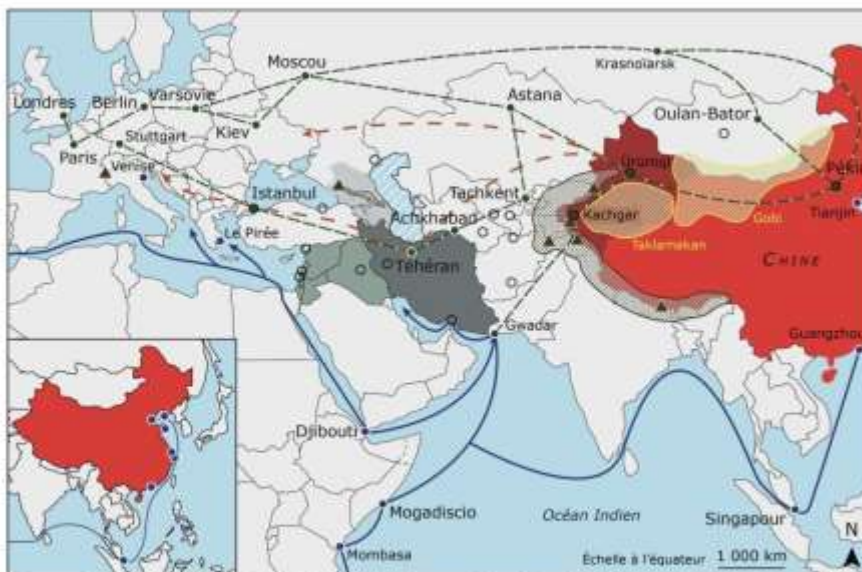 Moscou
Krasnoïarsk
Londres
Berlin
Varsovie
Astana
Oulan-Bator
Kiev
Stuttgart
Paris
Venise
Urumqi
Pékin
Istanbul
Tachkent
Achkhabad
Kachgar
Gobi
Tianjin
Le Pirée
Taklamakan
Téhéran
CHINE
Gwadar
Guangzhou
Djibouti
Mogadiscio
Océan Indien
Singapour
N
Mombasa
Échelle à l'équateur 1 000 km